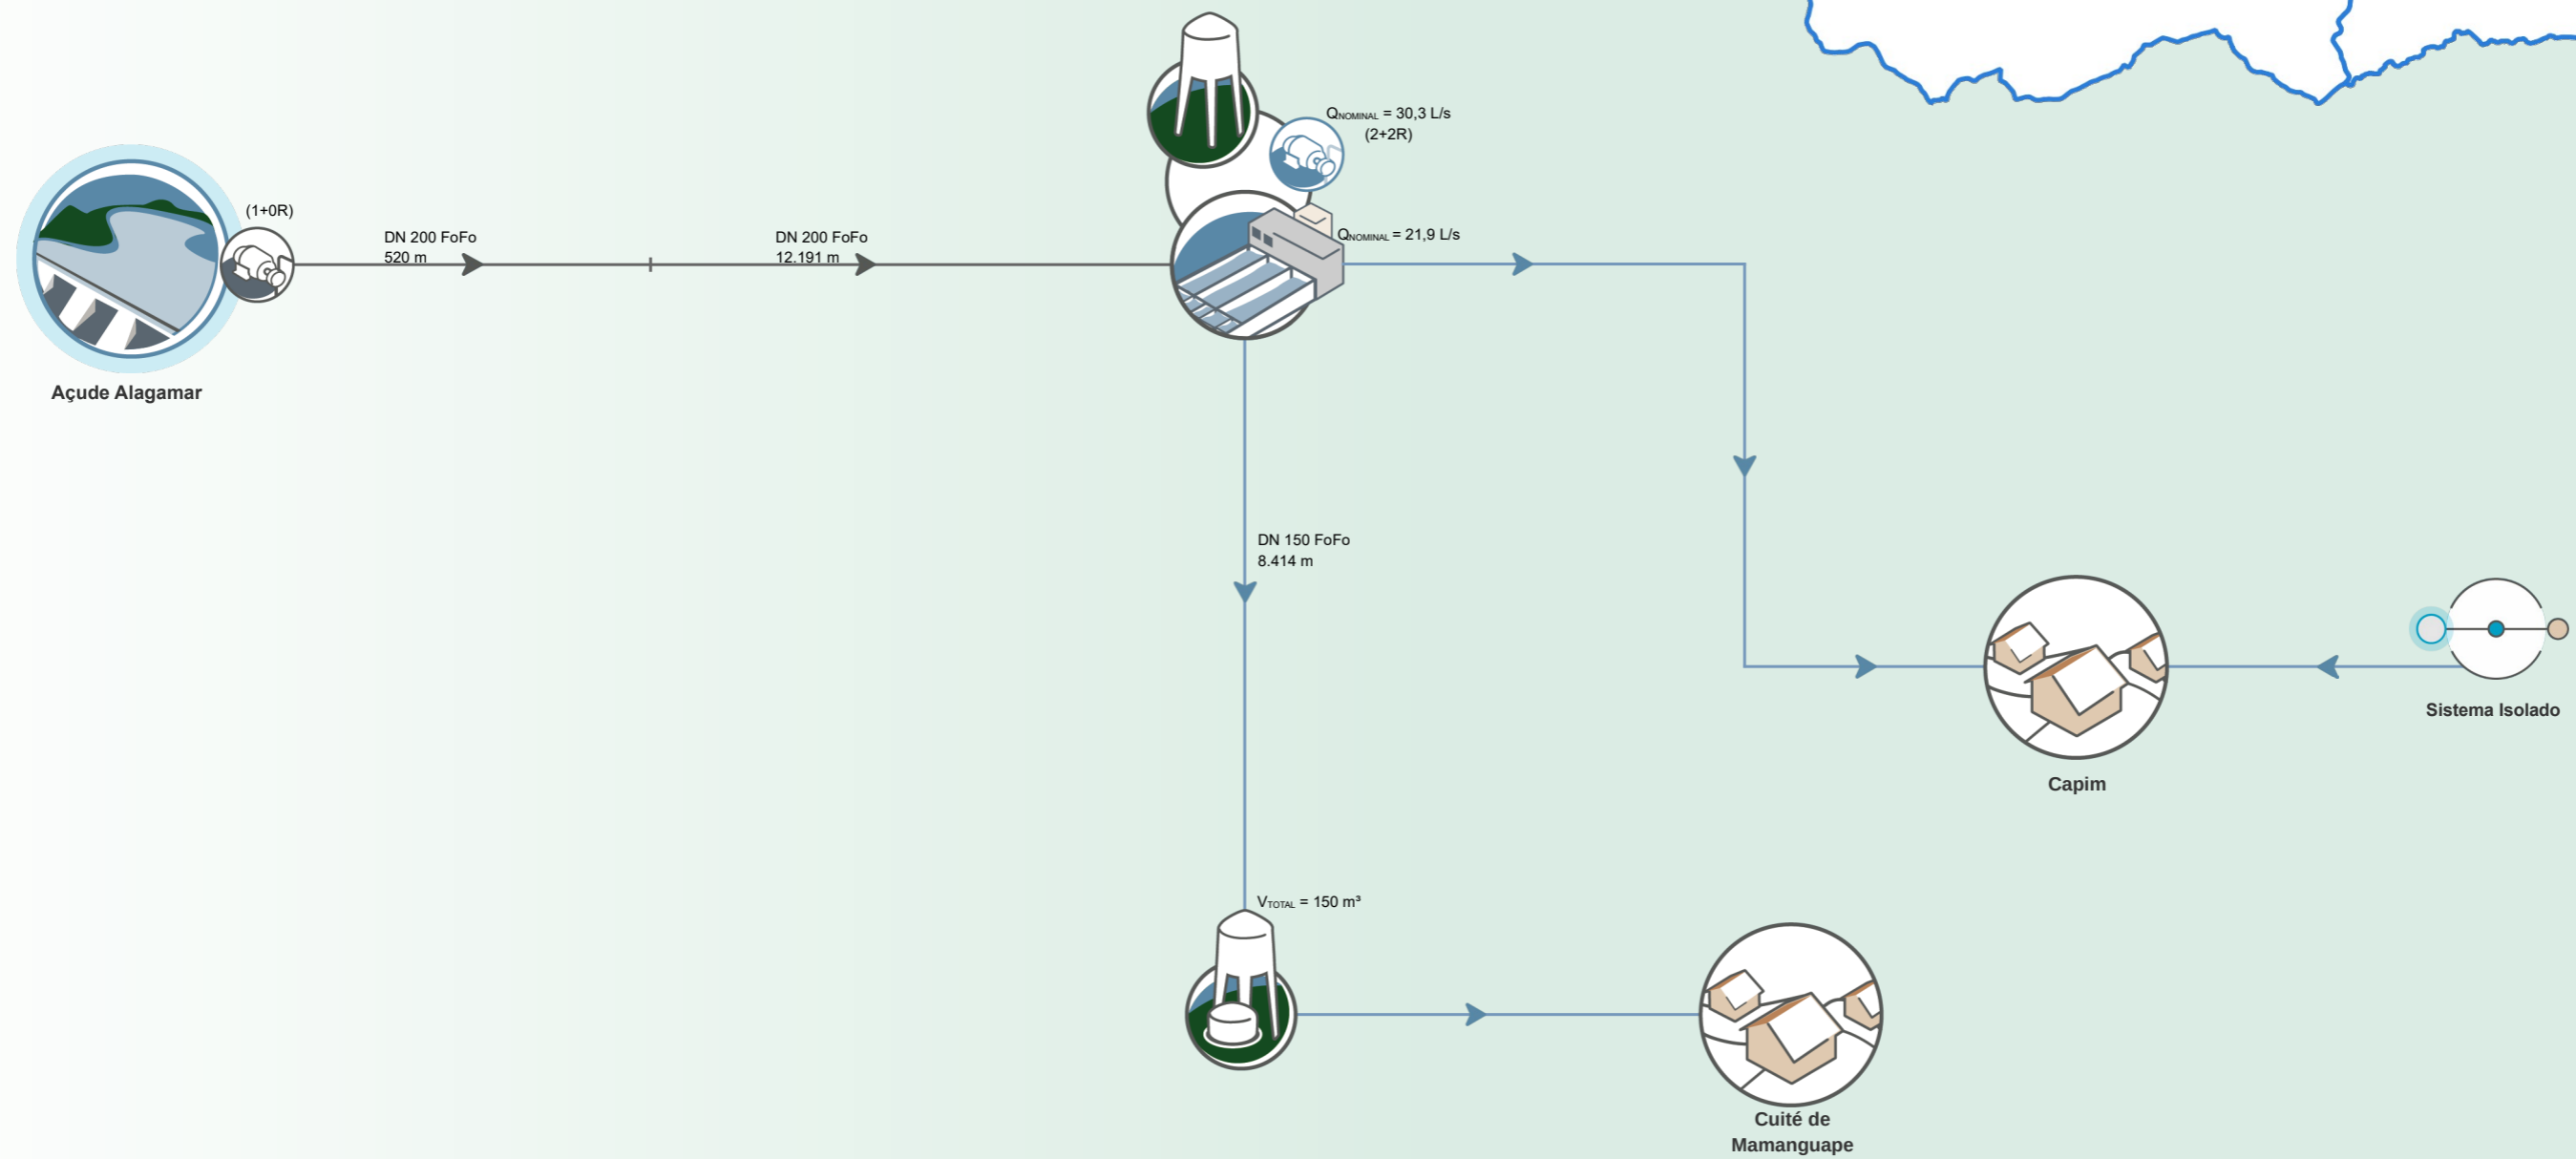 QNOMINAL = 30,3 L/s
(2+2R)
(1+0R)
DN 200 FoFo
520 m
DN 200 FoFo
12.191 m
QNOMINAL = 21,9 L/s
Açude Alagamar
DN 150 FoFo
8.414 m
Sistema Isolado
Capim
VTOTAL = 150 m³
Cuité de
Mamanguape